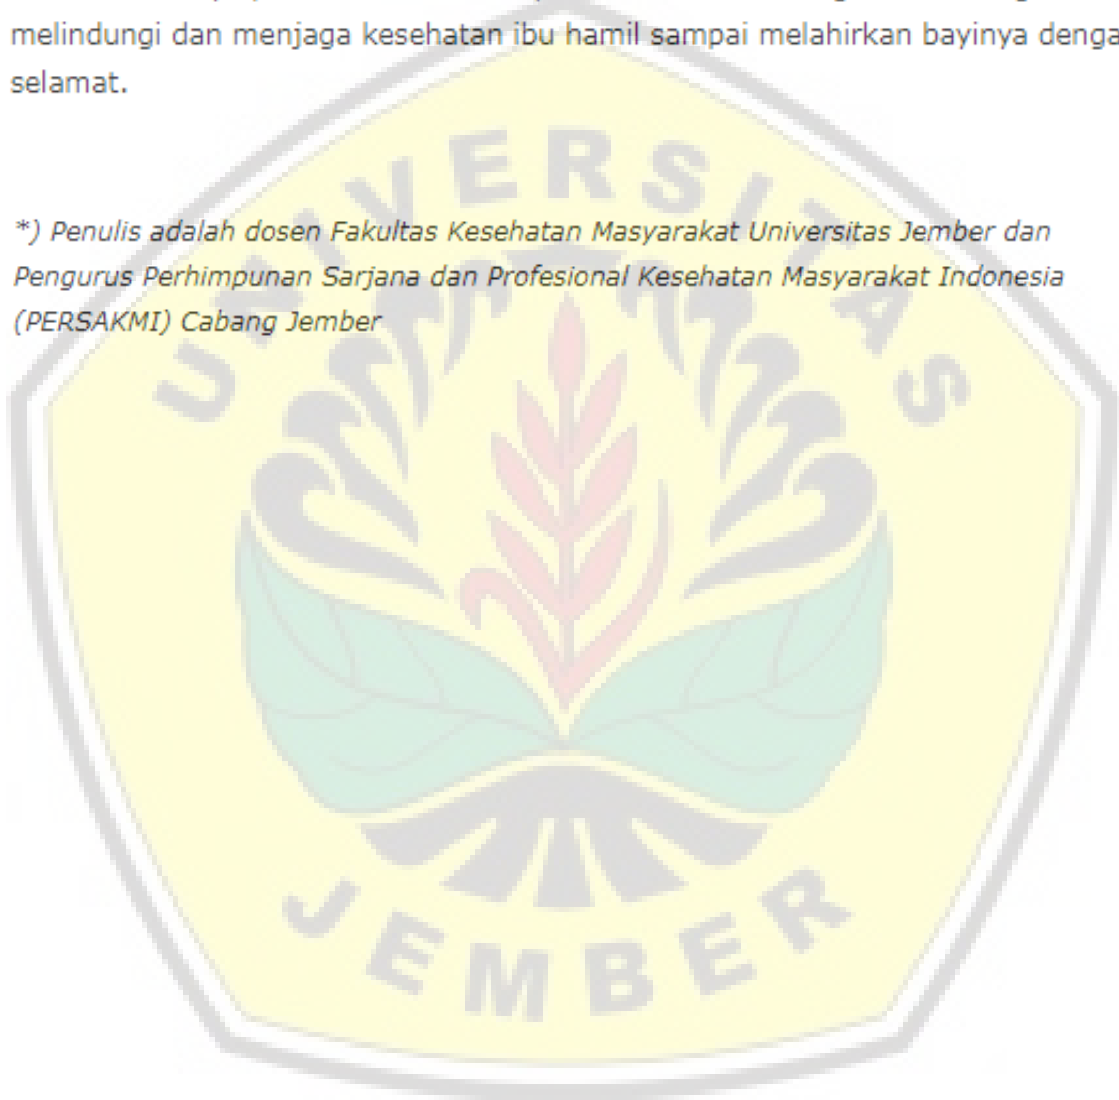 melindungi dan menjaga kesehatan ibu hamil sampai melahirkan bayinya
selamat.
*) Penulis adalah dosen Fakultas Kesehatan Masyarakat Universitas Jember dan
Pengurus Perhimpunan Sarjana dan Profesional Kesehatan Masyarakat Indonesia
(PERSAKMI) Cabang Jember
UNIVERSITAS
JEMBER